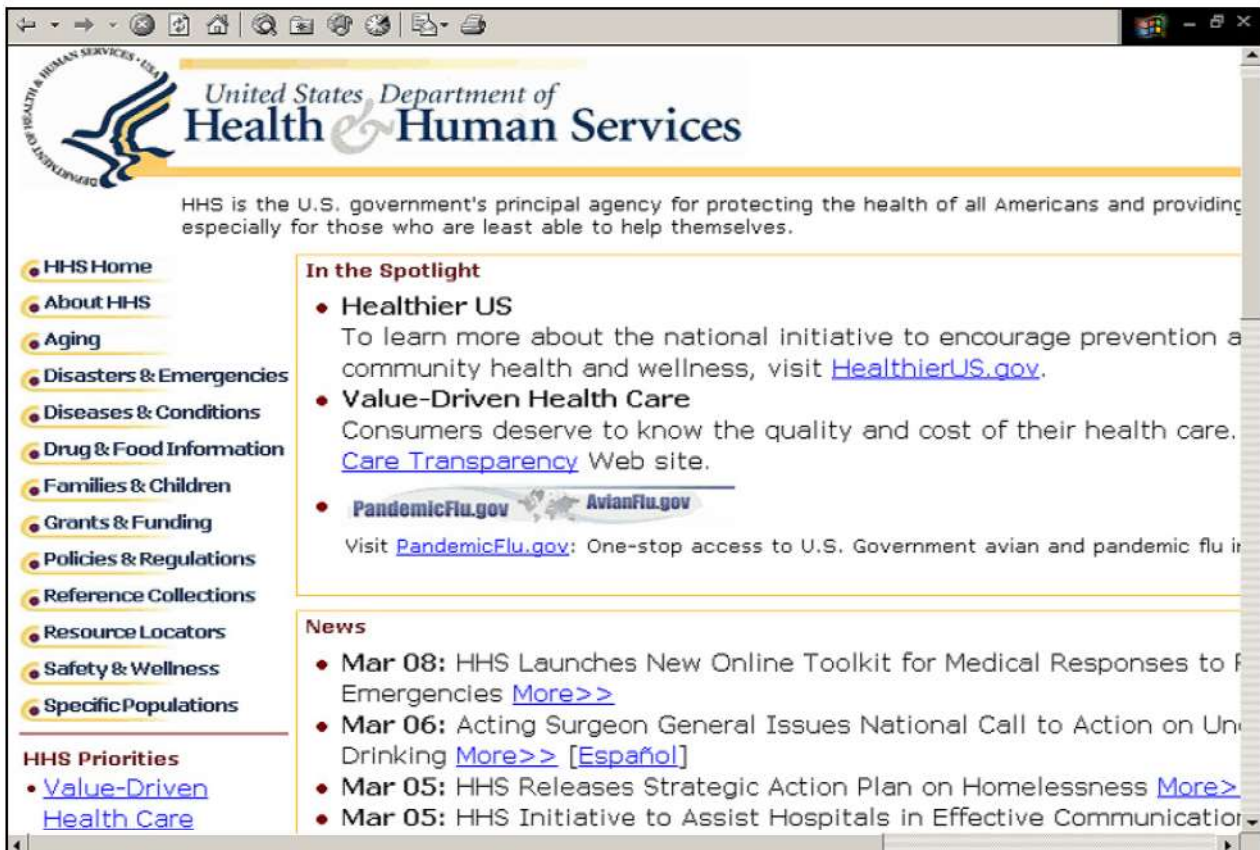 DEPARTMENT OF HEALTH & HUMAN SERVICES · USA
United States Department of
Health & Human Services
HHS is the U.S. government's principal agency for protecting the health of all Americans and providing
especially for those who are least able to help themselves.
HHS Home
About HHS
Aging
Disasters & Emergencies
Diseases & Conditions
Drug & Food Information
Families & Children
Grants & Funding
Policies & Regulations
Reference Collections
Resource Locators
Safety & Wellness
Specific Populations
HHS Priorities
• Value-Driven
Health Care
In the Spotlight
• Healthier US
To learn more about the national initiative to encourage prevention a
community health and wellness, visit HealthierUS.gov.
• Value-Driven Health Care
Consumers deserve to know the quality and cost of their health care.
Care Transparency Web site.
• PandemicFlu.gov AvianFlu.gov
Visit PandemicFlu.gov: One-stop access to U.S. Government avian and pandemic flu in
News
• Mar 08: HHS Launches New Online Toolkit for Medical Responses to
Emergencies More>>
• Mar 06: Acting Surgeon General Issues National Call to Action on Un
Drinking More>> [Español]
• Mar 05: HHS Releases Strategic Action Plan on Homelessness More>
• Mar 05: HHS Initiative to Assist Hospitals in Effective Communication